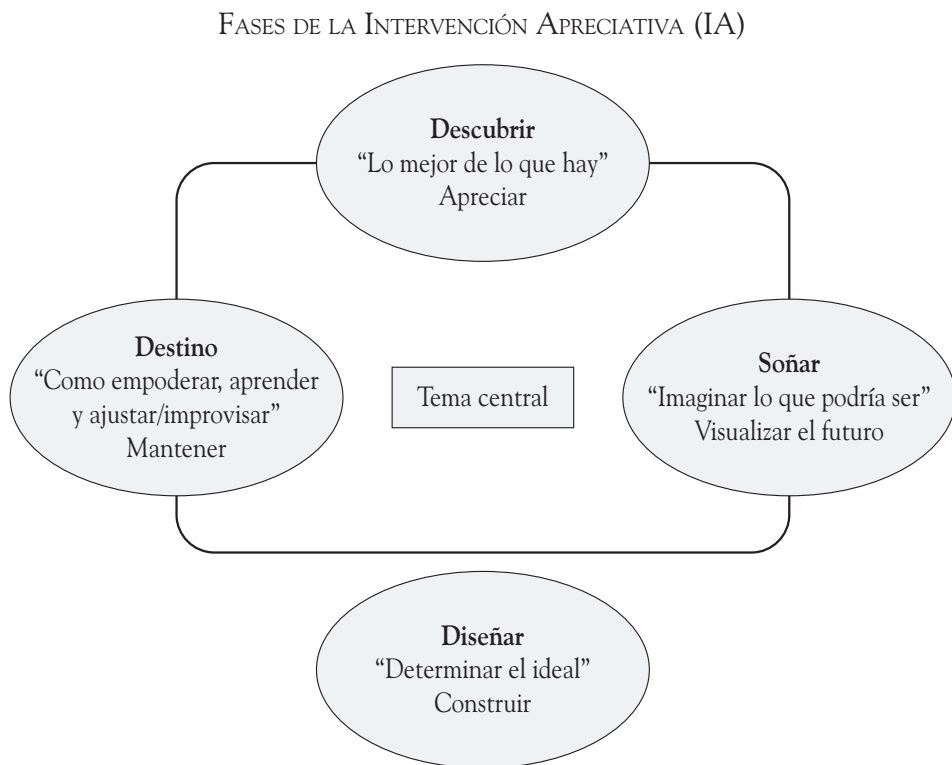 FASES DE LA INTERVENCIÓN APRECIATIVA (IA)
Descubrir
“Lo mejor de lo que hay”
Apreciar
Destino
“Como empoderar, aprender
y ajustar/improvisar”
Mantener
Tema central
Soñar
“Imaginar lo que podría ser”
Visualizar el futuro
Diseñar
“Determinar el ideal”
Construir